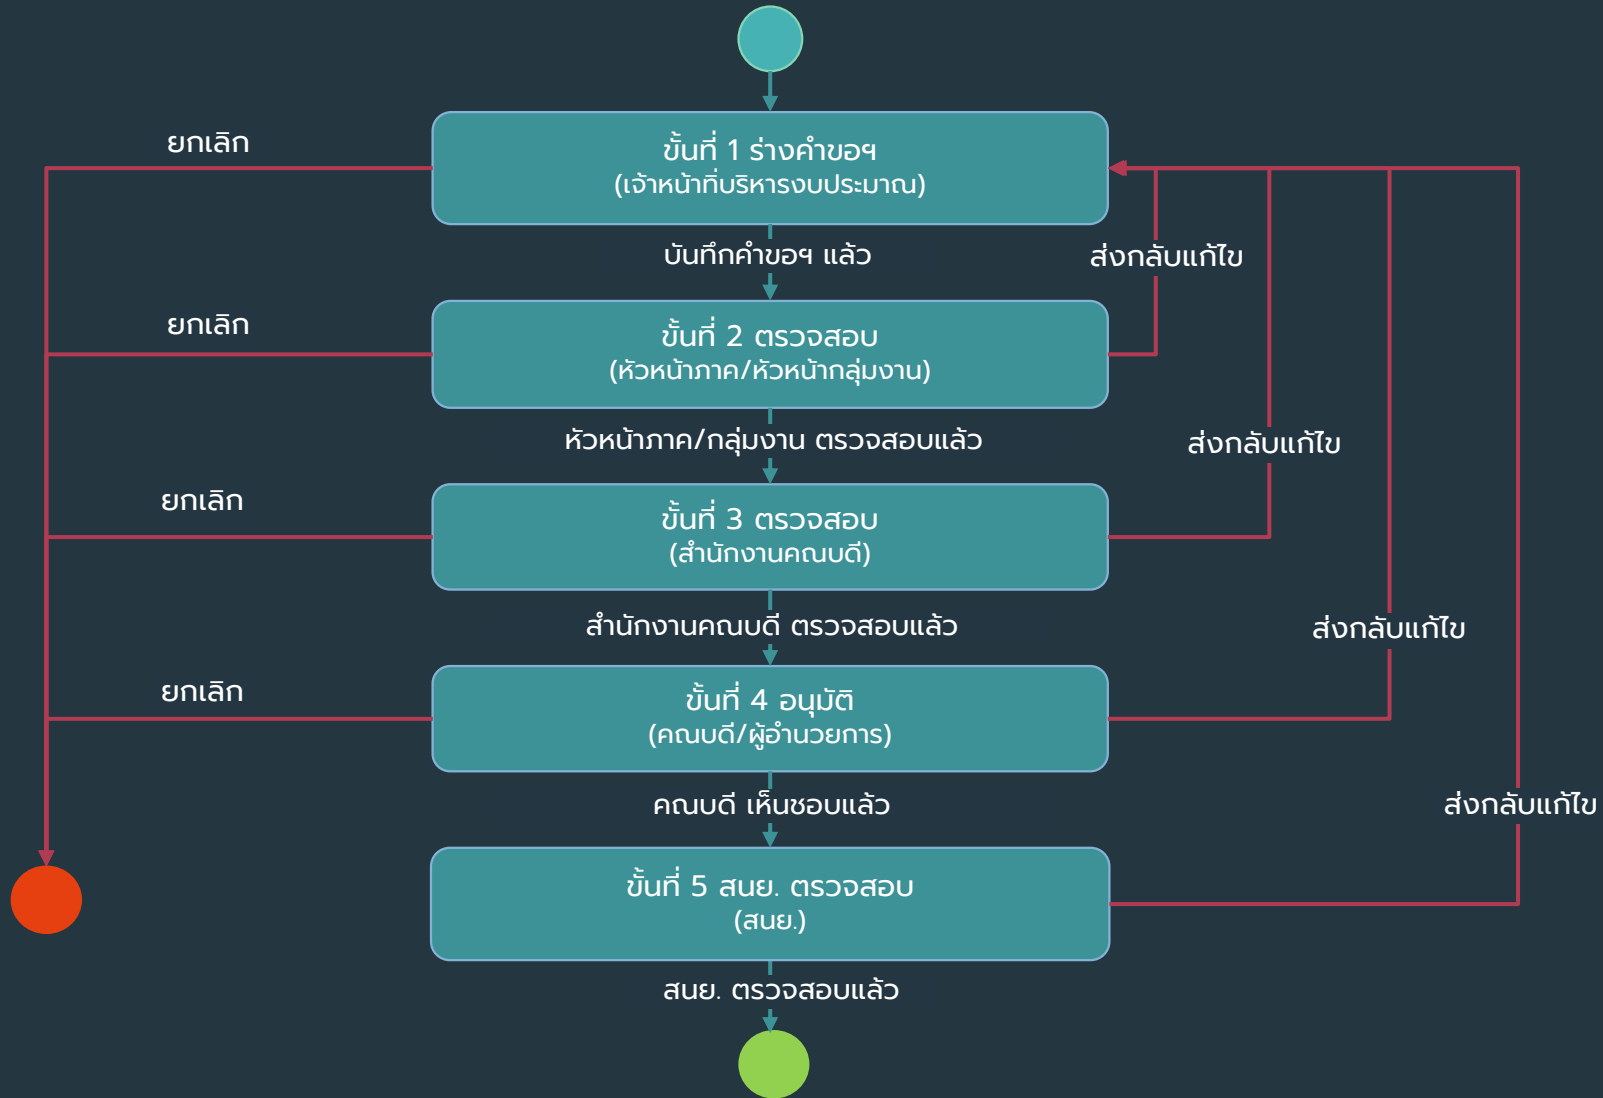 ยกเลิก
ขั้นที่ 1 ร่างคำขอฯ
(เจ้าหน้าที่บริหารงบประมาณ)
บันทึกคำขอฯ แล้ว
ส่งกลับแก้ไข
ยกเลิก
ขั้นที่ 2 ตรวจสอบ
(หัวหน้าภาค/หัวหน้ากลุ่มงาน)
หัวหน้าภาค/กลุ่มงาน ตรวจสอบแล้ว
ส่งกลับแก้ไข
ยกเลิก
ขั้นที่ 3 ตรวจสอบ
(สำนักงานคณบดี)
สำนักงานคณบดี ตรวจสอบแล้ว
ส่งกลับแก้ไข
ยกเลิก
ขั้นที่ 4 อนุมัติ
(คณบดี/ผู้อำนวยการ)
คณบดี เห็นชอบแล้ว
ส่งกลับแก้ไข
ขั้นที่ 5 สนย. ตรวจสอบ
(สนย.)
สนย. ตรวจสอบแล้ว